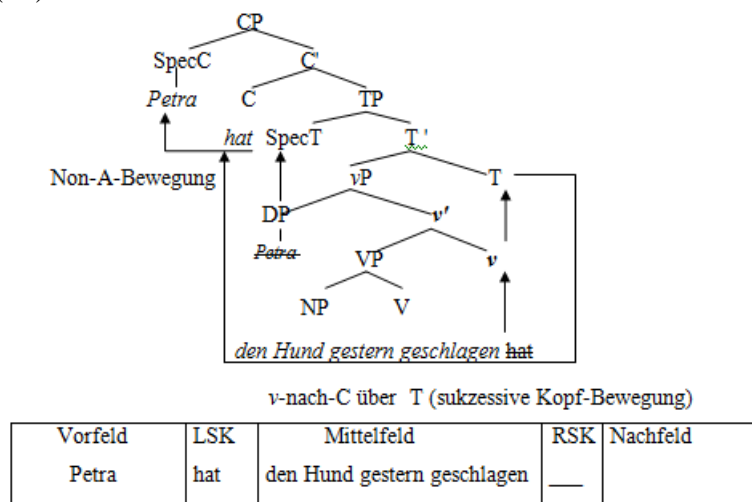 CP
SpecC C'
Petra C TP
hat SpecT T '
Non-A-Bewegung vP T
DP v'
Petra VP v
NP V
den Hund gestern geschlagen hat
v-nach-C über T (sukzessive Kopf-Bewegung)
Vorfeld LSK Mittelfeld RSK Nachfeld
Petra hat den Hund gestern geschlagen ___